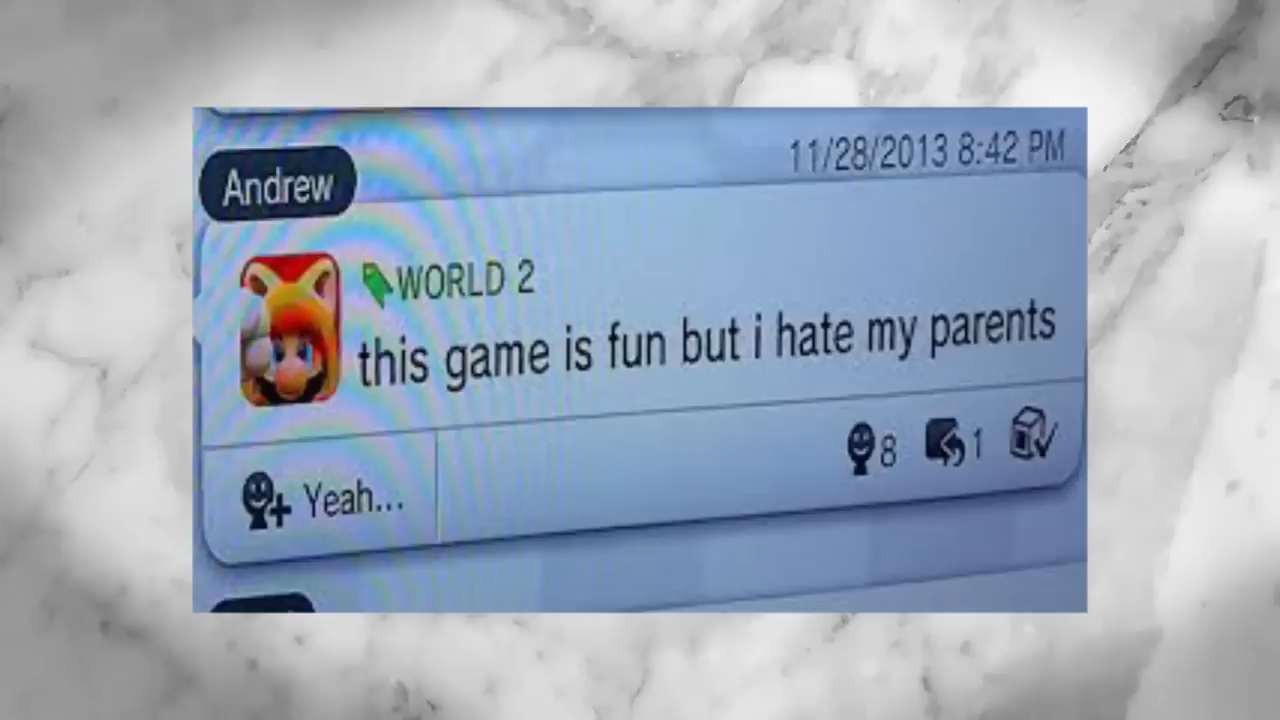 11/28/2013 8:42 PM
Andrew
WORLD 2
this game is fun but i hate my parents
Yeah...
8
1